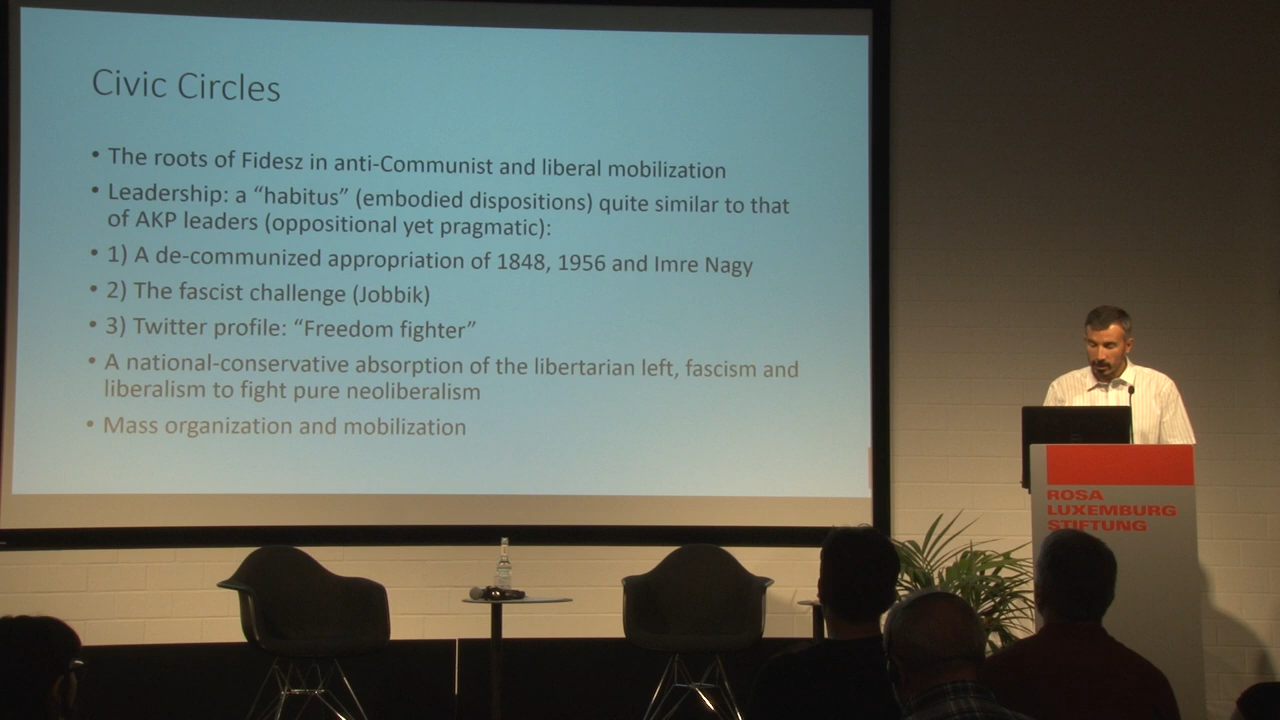 Civic Circles
• The roots of Fidesz in anti-Communist and liberal mobilization
• Leadership: a “habitus” (embodied dispositions) quite similar to that
of AKP leaders (oppositional yet pragmatic):
• 1) A de-communized appropriation of 1848, 1956 and Imre Nagy
• 2) The fascist challenge (Jobbik)
• 3) Twitter profile: “Freedom fighter”
• A national-conservative absorption of the libertarian left, fascism and
liberalism to fight pure neoliberalism
• Mass organization and mobilization
ROSA
LUXEMBURG
STIFTUNG